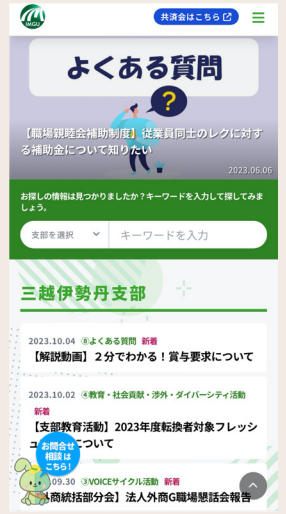 IMGU
共済会はこちら
よくある質問
?
【職場親睦会補助制度】従業員同士のレクに対す
る補助金について知りたい
2023.06.06
お探しの情報は見つかりましたか？キーワードを入力して探してみま
しょう。
支部を選択
キーワードを入力
三越伊勢丹支部
2023.10.04 ⑧よくある質問 新着
【解説動画】２分でわかる！賞与要求について
2023.10.02 ④教育・社会貢献・渉外・ダイバーシティ活動
新着
【支部教育活動】2023年度転換者対象フレッシ
について
お問合せ
相談は
こちら！
.09.30 ③VOICEサイクル活動 新着
商統括部分会】法人外商G職場懇話会報告